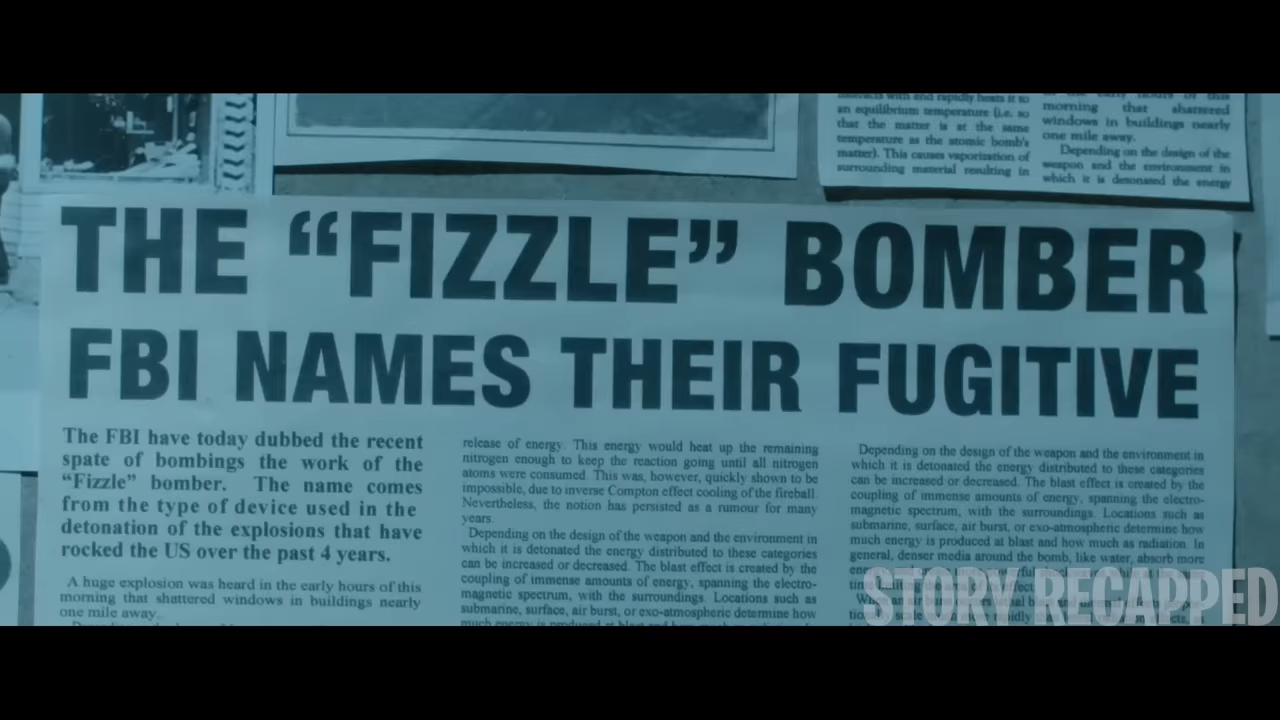 an equilibrium temperature (i.e. so
that the matter is at the same
temperature as the atomic bomb's
matter). This causes vaporization of
surrounding material resulting in
morning that shattered
windows in buildings nearly
one mile away.
Depending on the design of the
weapon and the environment in
which it is detonated the energy
THE “FIZZLE” BOMBER
FBI NAMES THEIR FUGITIVE
The FBI have today dubbed the recent
spate of bombings the work of the
“Fizzle” bomber. The name comes
from the type of device used in the
detonation of the explosions that have
rocked the US over the past 4 years.
A huge explosion was heard in the early hours of this
morning that shattered windows in buildings nearly
one mile away.
release of energy. This energy would heat up the remaining
nitrogen enough to keep the reaction going until all nitrogen
atoms were consumed. This was, however, quickly shown to be
impossible, due to inverse Compton effect cooling of the fireball.
Nevertheless, the notion has persisted as a rumour for many
years.
Depending on the design of the weapon and the environment in
which it is detonated the energy distributed to these categories
can be increased or decreased. The blast effect is created by the
coupling of immense amounts of energy, spanning the electro-
magnetic spectrum, with the surroundings. Locations such as
submarine, surface, air burst, or exo-atmospheric determine how
Depending on the design of the weapon and the environment in
which it is detonated the energy distributed to these categories
can be increased or decreased. The blast effect is created by the
coupling of immense amounts of energy, spanning the electro-
magnetic spectrum, with the surroundings. Locations such as
submarine, surface, air burst, or exo-atmospheric determine how
much energy is produced at blast and how much as radiation. In
general, denser media around the bomb, like water, absorb more
STORY RECAPPED